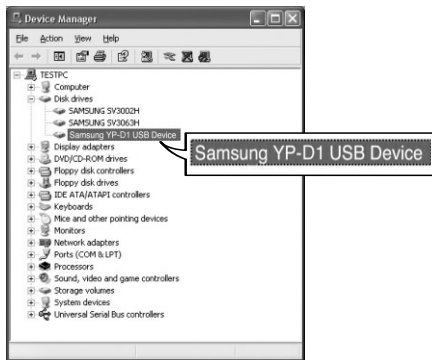 Device Manager
File Action View Help
TESTPC
Computer
Disk drives
SAMSUNG SV3002H
SAMSUNG SV3063H
Samsung YP-D1 USB Device
Samsung YP-D1 USB Device
Display adapters
DVD/CD-ROM drives
Floppy disk controllers
Floppy disk drives
IDE ATA/ATAPI controllers
Keyboards
Mice and other pointing devices
Monitors
Network adapters
Ports (COM & LPT)
Processors
Sound, video and game controllers
Storage volumes
System devices
Universal Serial Bus controllers